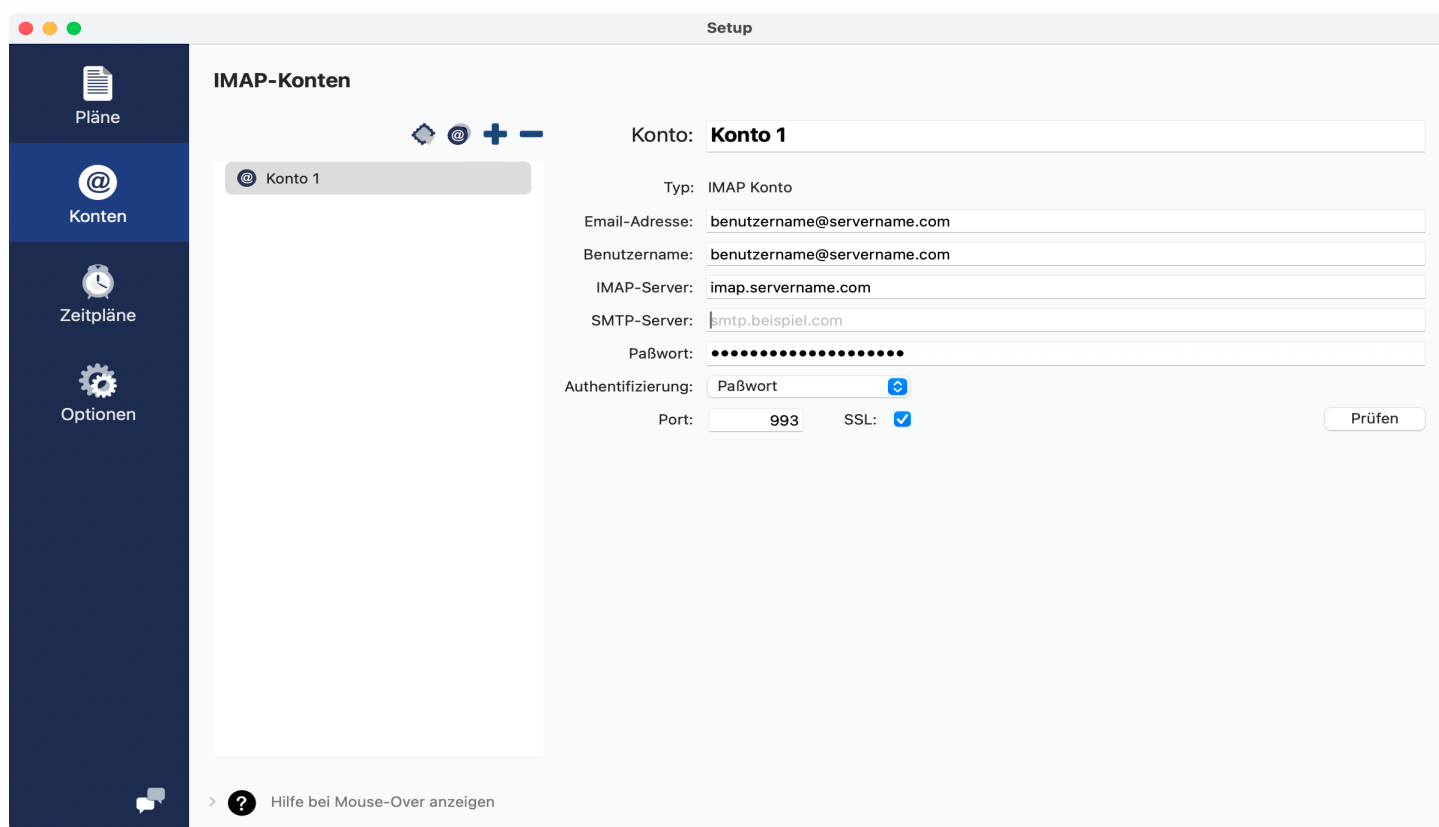 Setup
Pläne
Konten
Zeitpläne
Optionen
IMAP-Konten
@ Konto 1
Konto: Konto 1
Typ: IMAP Konto
Email-Adresse: benutzername@servername.com
Benutzername: benutzername@servername.com
IMAP-Server: imap.servername.com
SMTP-Server: smtp.beispiel.com
Paßwort: ••••••••••••••••••••
Authentifizierung: Paßwort
Port: 993 SSL:
Prüfen
? Hilfe bei Mouse-Over anzeigen